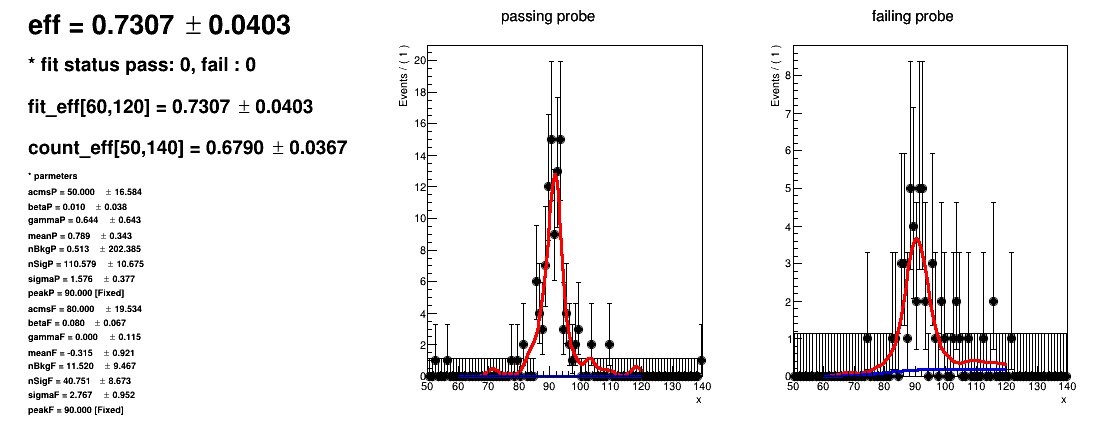 eff = 0.7307 ± 0.0403
* fit status pass: 0, fail : 0
fit_eff[60,120] = 0.7307 ± 0.0403
count_eff[50,140] = 0.6790 ± 0.0367
* parmeters
acmsP = 50.000 ± 16.584
betaP = 0.010 ± 0.038
gammaP = 0.644 ± 0.643
meanP = 0.789 ± 0.343
nBkgP = 0.513 ± 202.385
nSigP = 110.579 ± 10.675
sigmaP = 1.576 ± 0.377
peakP = 90.000 [Fixed]
acmsF = 80.000 ± 19.534
betaF = 0.080 ± 0.067
gammaF = 0.000 ± 0.115
meanF = -0.315 ± 0.921
nBkgF = 11.520 ± 9.467
nSigF = 40.751 ± 8.673
sigmaF = 2.767 ± 0.952
peakF = 90.000 [Fixed]
passing probe
Events / ( 1 )
20
18
16
14
12
10
8
6
4
2
0
50 60 70 80 90 100 110 120 130 140
x
failing probe
Events / ( 1 )
8
7
6
5
4
3
2
1
0
50 60 70 80 90 100 110 120 130 140
x